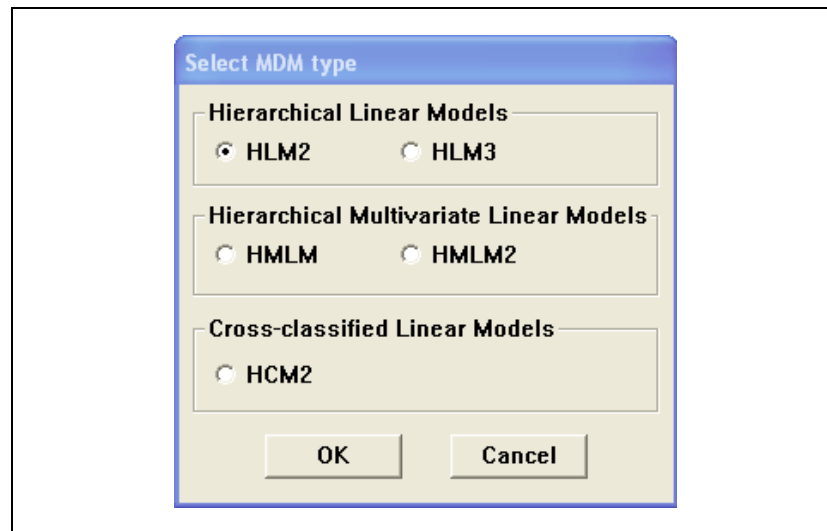 Select MDM type
Hierarchical Linear Models
HLM2 HLM3
Hierarchical Multivariate Linear Models
HMLM HMLM2
Cross-classified Linear Models
HCM2
OK Cancel